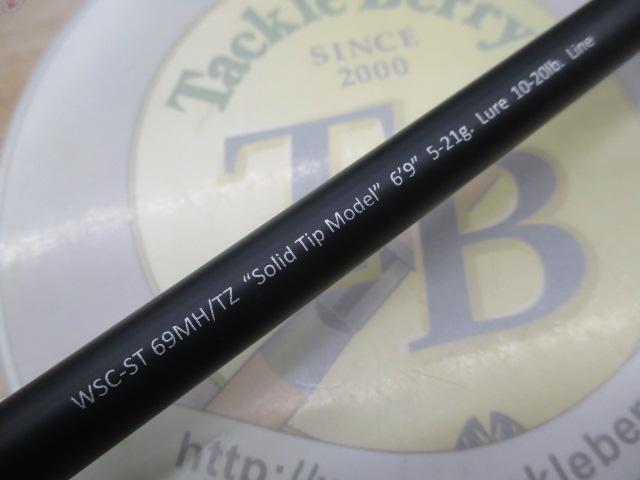 Tackle Berry
SINCE
2000
TB
WSC-ST 69MH/TZ “Solid Tip Model” 6’9” 5-21g. Lure 10-20lb. Line
http://